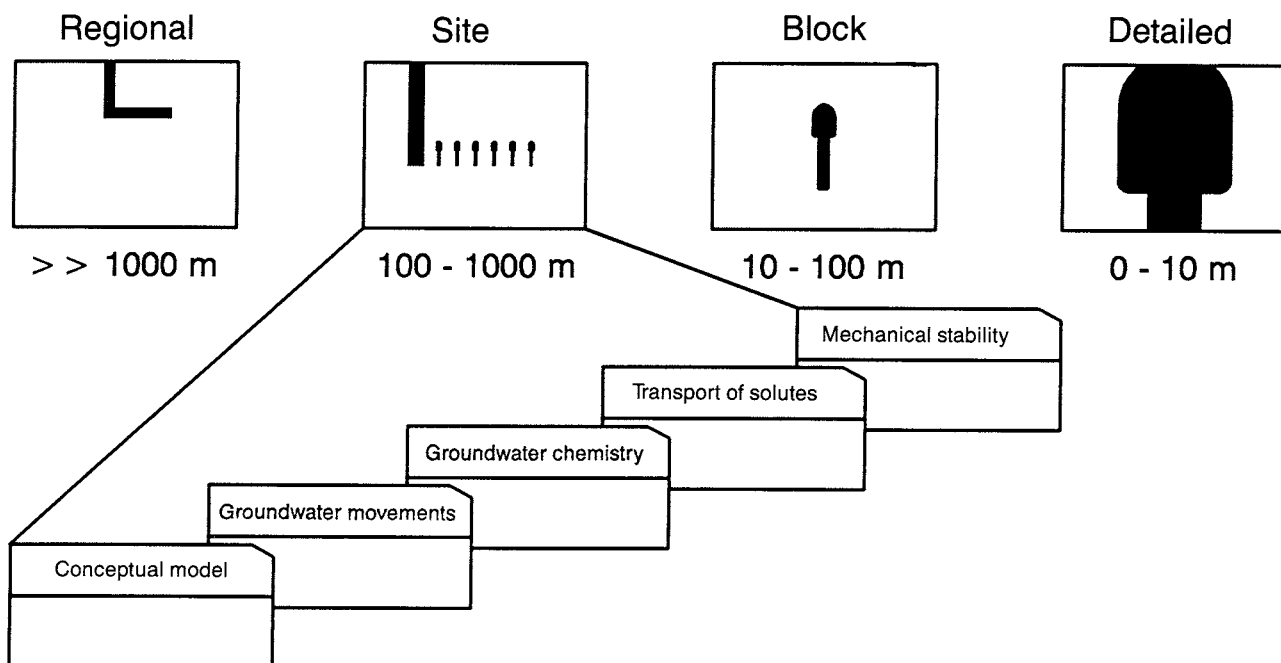 Regional
Site
Block
Detailed
> > 1000 m
100 - 1000 m
10 - 100 m
0 - 10 m
Mechanical stability
Transport of solutes
Groundwater chemistry
Groundwater movements
Conceptual model